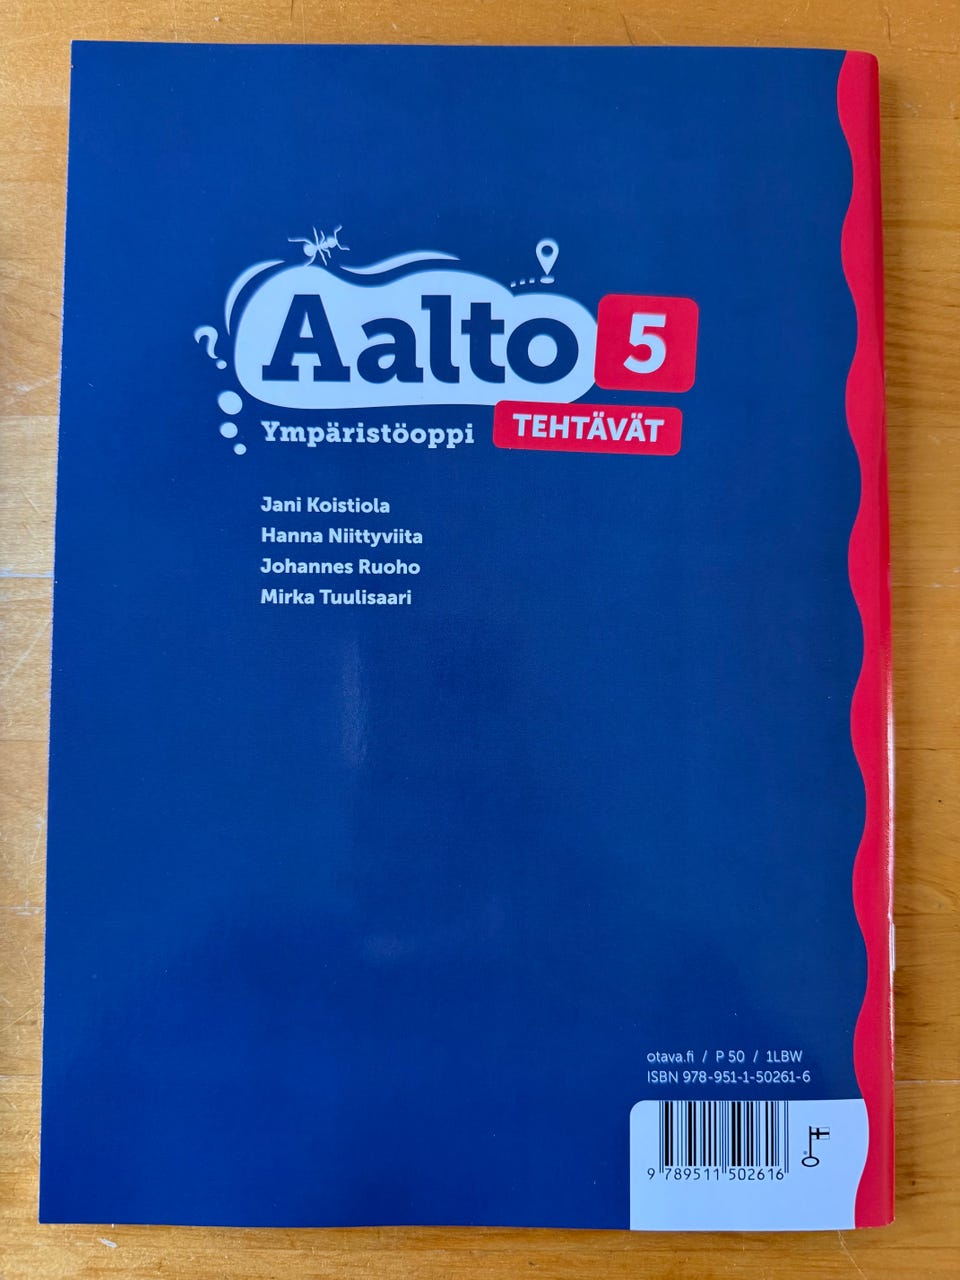 Aalto 5
Ympäristöoppi TEHTÄVÄT
Jani Koistiola
Hanna Niittyviita
Johannes Ruoho
Mirka Tuulisaari
otava.fi / P 50 / 1LBW
ISBN 978-951-1-50261-6
9 789511 502616